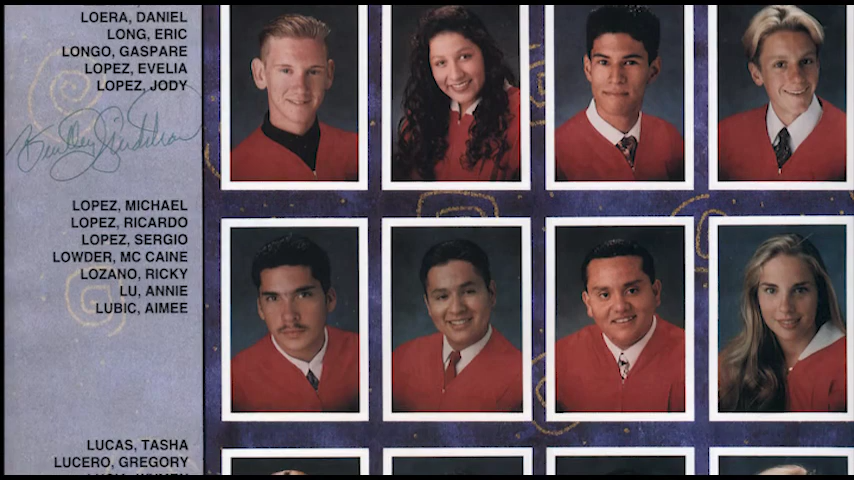 LOERA, DANIEL
LONG, ERIC
LONGO, GASPARE
LOPEZ, EVELIA
LOPEZ, JODY
LOPEZ, MICHAEL
LOPEZ, RICARDO
LOPEZ, SERGIO
LOWDER, MC CAINE
LOZANO, RICKY
LU, ANNIE
LUBIC, AIMEE
LUCAS, TASHA
LUCERO, GREGORY